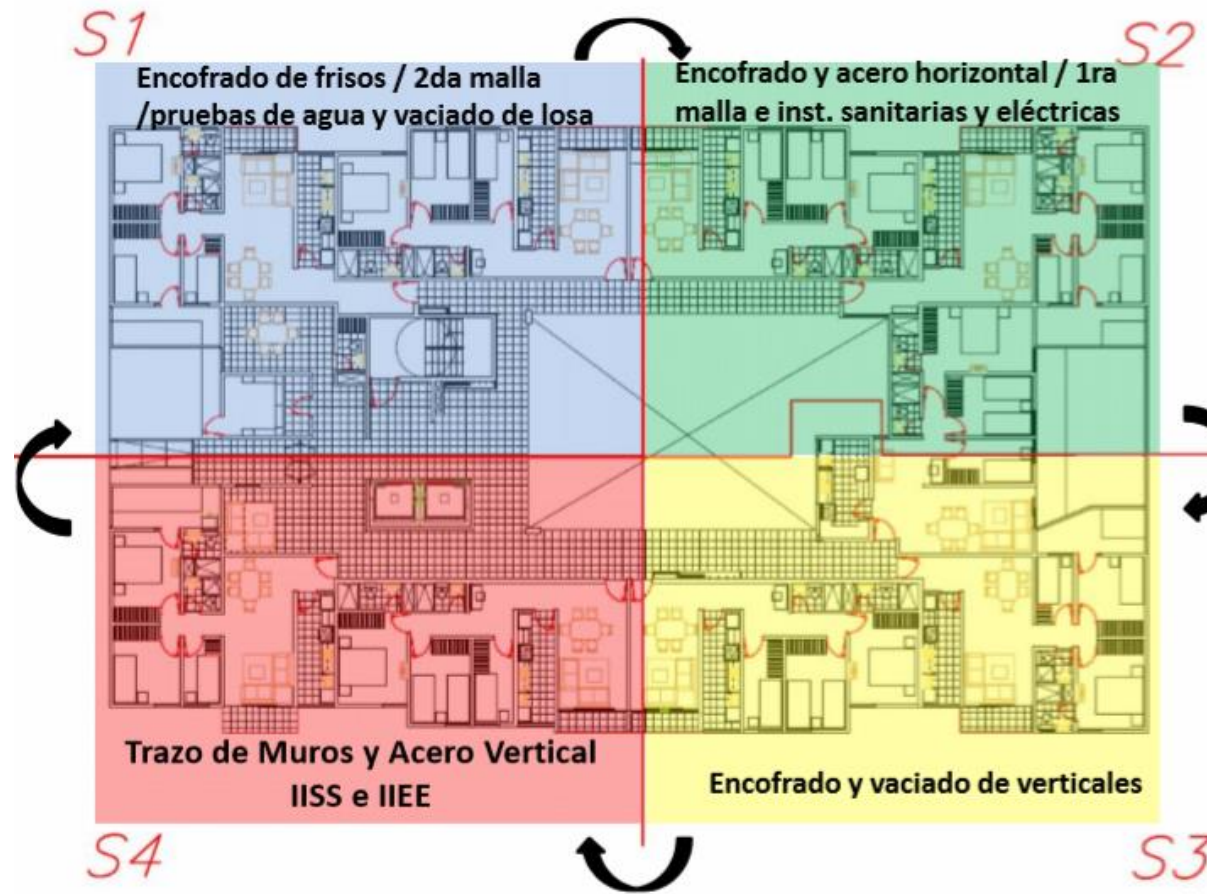 S1
S2
Encofrado de frisos / 2da malla
/pruebas de agua y vaciado de losa
Encofrado y acero horizontal / 1ra
malla e inst. sanitarias y eléctricas
Trazo de Muros y Acero Vertical
IISS e IIEE
Encofrado y vaciado de verticales
S4
S3